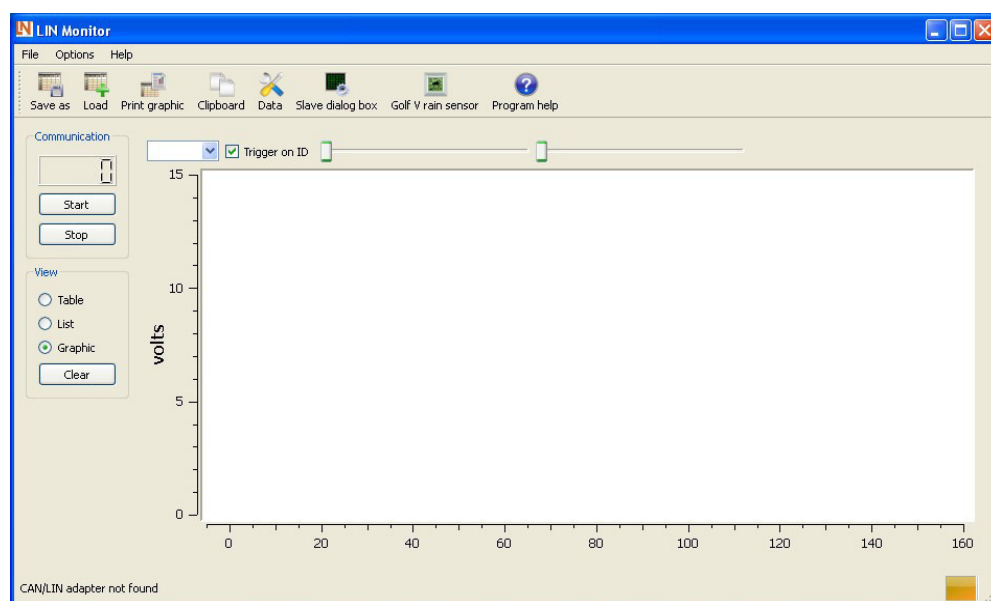 LIN Monitor
File Options Help
Save as Load Print graphic Clipboard Data Slave dialog box Golf V rain sensor Program help
Communication
0
Start
Stop
View
Table
List
Graphic
Clear
Trigger on ID
volts
15
10
5
0
0 20 40 60 80 100 120 140 160
CAN/LIN adapter not found